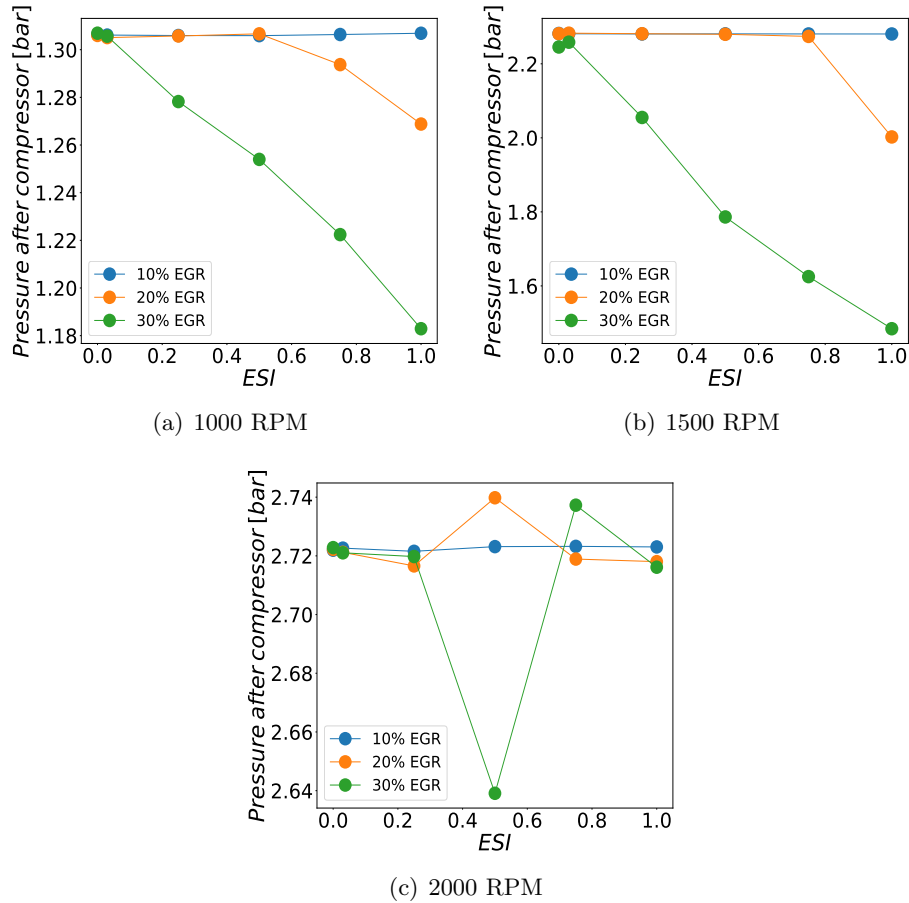 Pressure after compressor [bar]
1.30
1.28
1.26
1.24
1.22
1.20
1.18
10% EGR
20% EGR
30% EGR
0.0 0.2 0.4 0.6 0.8 1.0
ESI
(a) 1000 RPM
Pressure after compressor [bar]
2.2
2.0
1.8
1.6
10% EGR
20% EGR
30% EGR
0.0 0.2 0.4 0.6 0.8 1.0
ESI
(b) 1500 RPM
Pressure after compressor [bar]
2.74
2.72
2.70
2.68
2.66
2.64
10% EGR
20% EGR
30% EGR
0.0 0.2 0.4 0.6 0.8 1.0
ESI
(c) 2000 RPM